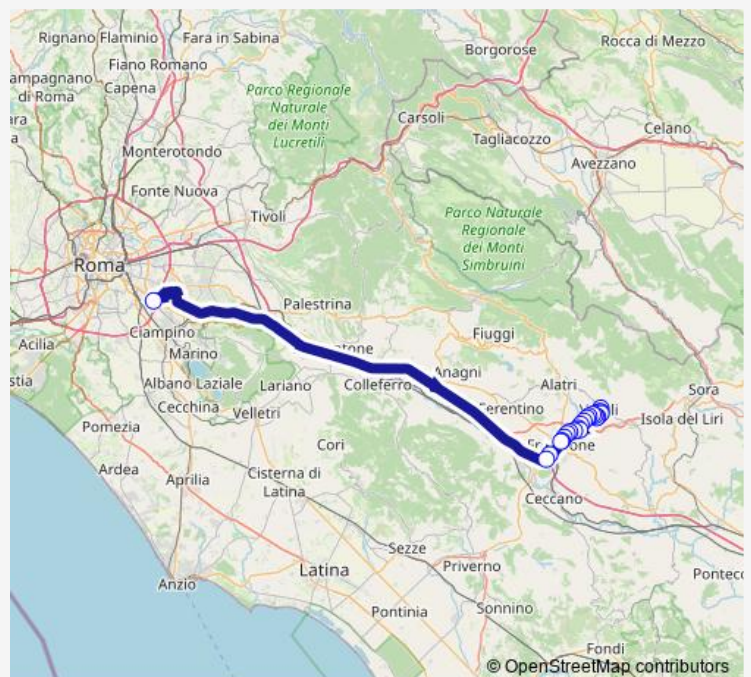 Rignano Flaminio
Fara in Sabina
Borgorose
Rocca di Mezzo
Fiano Romano
Capena
ampagnano
di Roma
Parco Regionale
Naturale
dei Monti
Lucretili
Carsoli
Celano
Tagliacozzo
Monterotondo
Avezzano
Fonte Nuova
Tivoli
Parco Naturale
Regionale
dei Monti
Simbruini
Roma
Palestrina
Ciampino
Fiuggi
Acilia
Marino
Anagni
Albano Laziale
Lariano
Colleferro
Alatri
Sora
Cecchina
Velletri
Ferentino
Isola del Liri
Pomezia
Cori
Ardea
Aprilia
Cisterna di
Latina
Ceccano
Sezze
Priverno
Latina
Anzio
Pontec
Pontinia
Sonnino
Fondi
© OpenStreetMap contributors